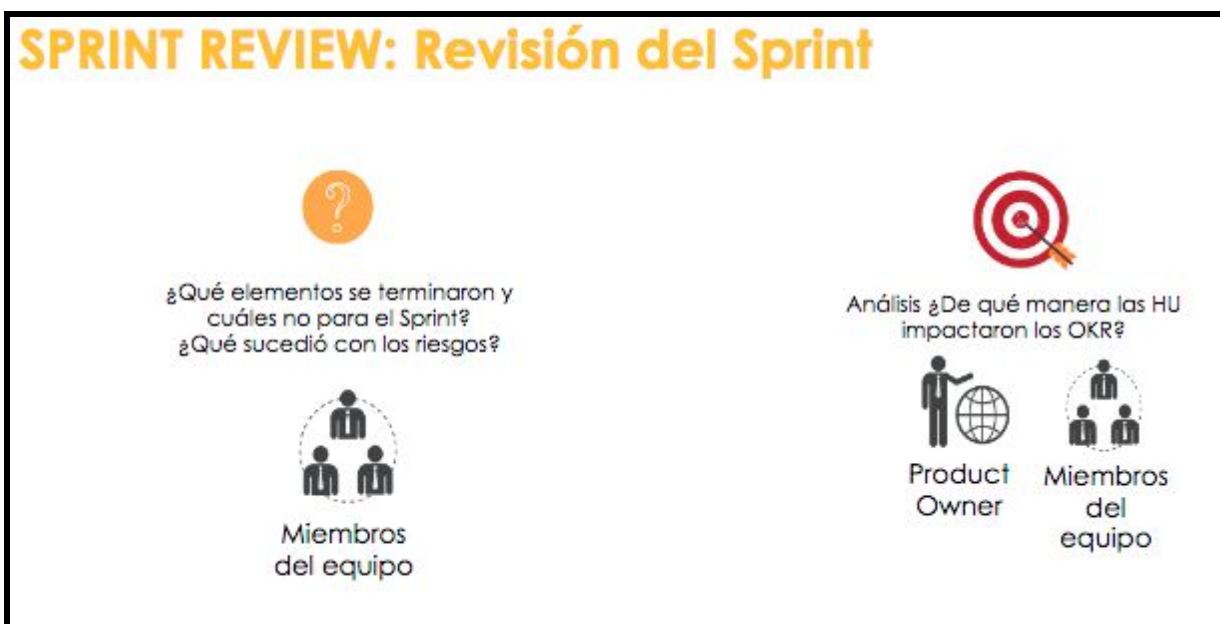 SPRINT REVIEW: Revisión del Sprint
?
¿Qué elementos se terminaron y
cuáles no para el Sprint?
¿Qué sucedió con los riesgos?
Miembros
del equipo
Análisis ¿De qué manera las HU
impactaron los OKR?
Product
Owner
Miembros
del
equipo